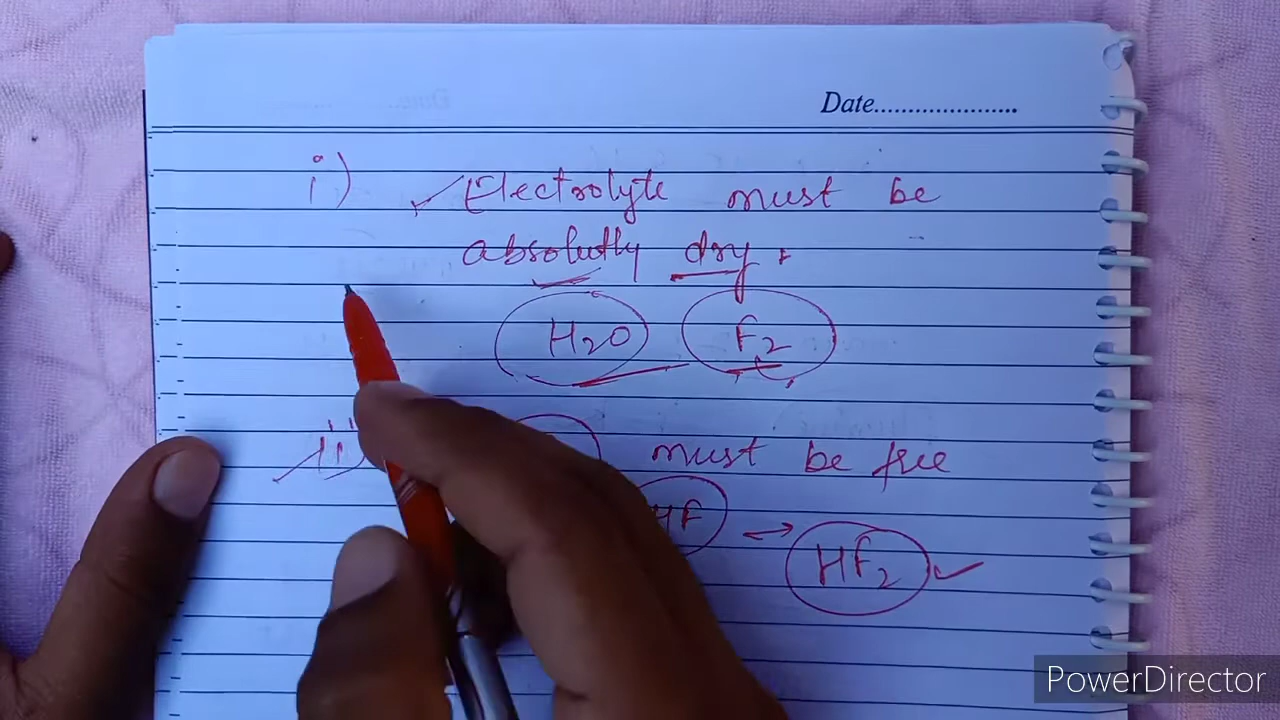 Date....................
i) Electrolyte must be
absolutly dry.
H2O F2
ii) must be free
HF → HF2
PowerDirector